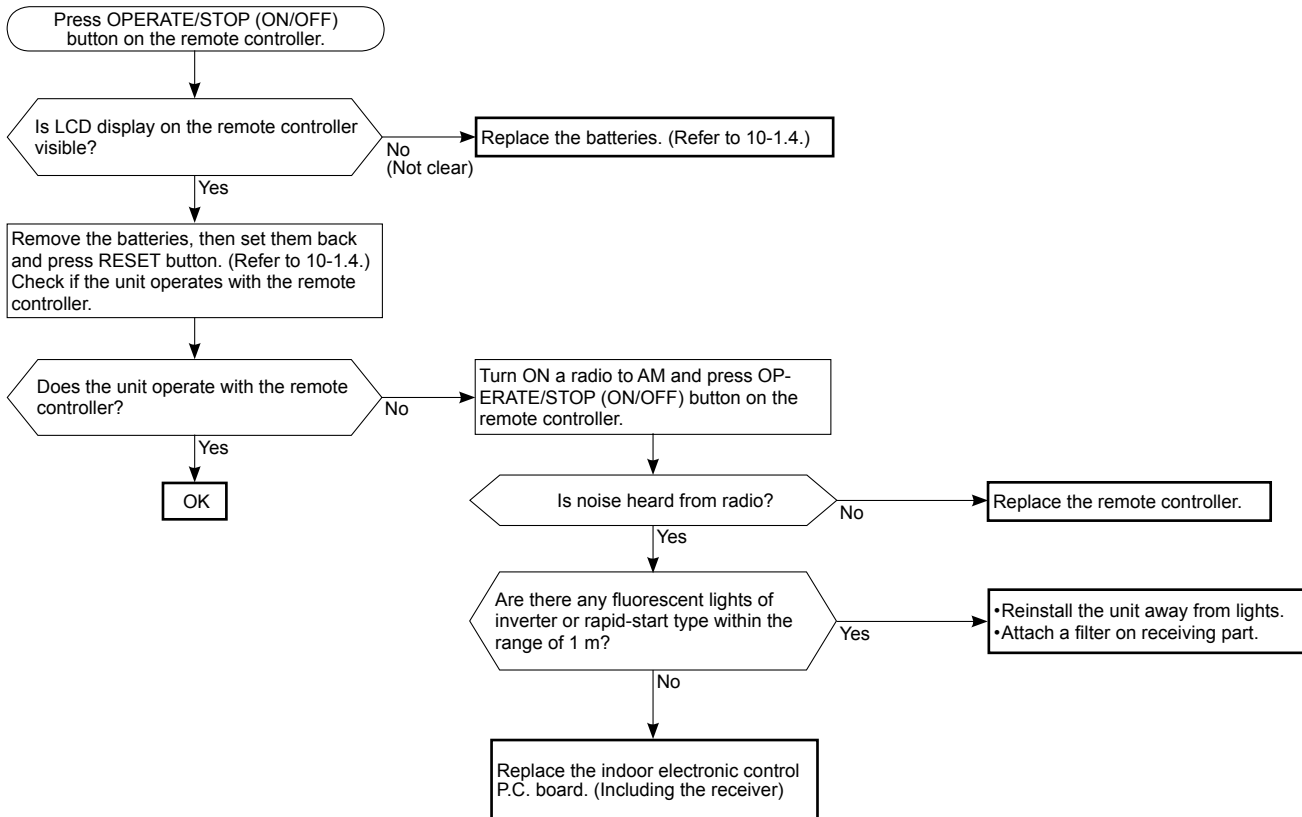 Press OPERATE/STOP (ON/OFF)
button on the remote controller.
Is LCD display on the remote controller
visible?
No
(Not clear)
Replace the batteries. (Refer to 10-1.4.)
Yes
Remove the batteries, then set them back
and press RESET button. (Refer to 10-1.4.)
Check if the unit operates with the remote
controller.
Does the unit operate with the remote
controller?
No
Yes
OK
Turn ON a radio to AM and press OP-
ERATE/STOP (ON/OFF) button on the
remote controller.
Is noise heard from radio?
No
Replace the remote controller.
Yes
Are there any fluorescent lights of
inverter or rapid-start type within the
range of 1 m?
Yes
•Reinstall the unit away from lights.
•Attach a filter on receiving part.
No
Replace the indoor electronic control
P.C. board. (Including the receiver)